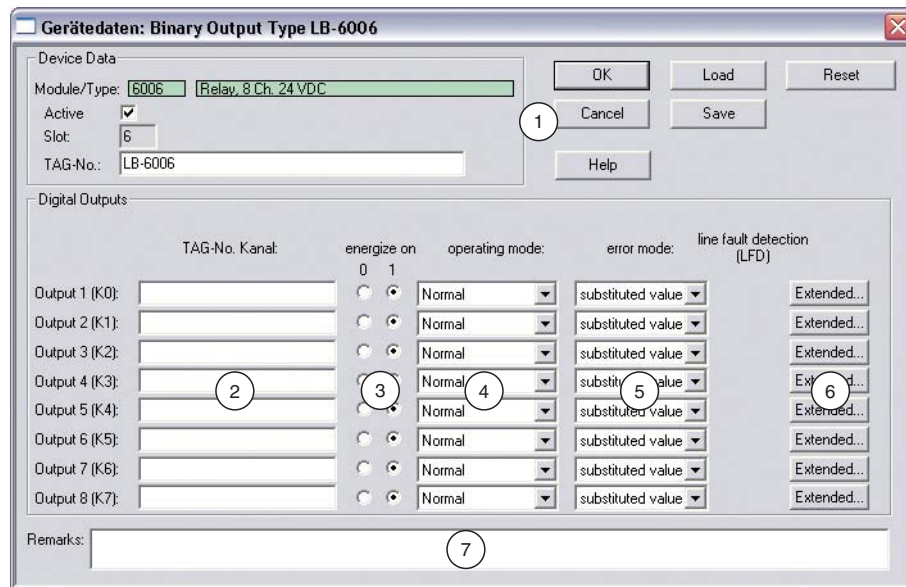 Gerätedaten: Binary Output Type LB-6006
Device Data
Module/Type: 6006 Relay, 8 Ch. 24 VDC
Active
Slot: 6
TAG-No.: LB-6006
OK Load Reset
1 Cancel Save
Help
Digital Outputs
TAG-No. Kanal: energize on operating mode: error mode: line fault detection
0 1 (LFD)
Output 1 (K0): Normal substituted value Extended...
Output 2 (K1): Normal substituted value Extended...
Output 3 (K2): Normal substituted value Extended...
Output 4 (K3): Normal value
2 3 4 5 6
Output 5 (K4): Normal substituted value Extended...
Output 6 (K5): Normal substituted value Extended...
Output 7 (K6): Normal substituted value Extended...
Output 8 (K7): Normal substituted value Extended...
Remarks: 7